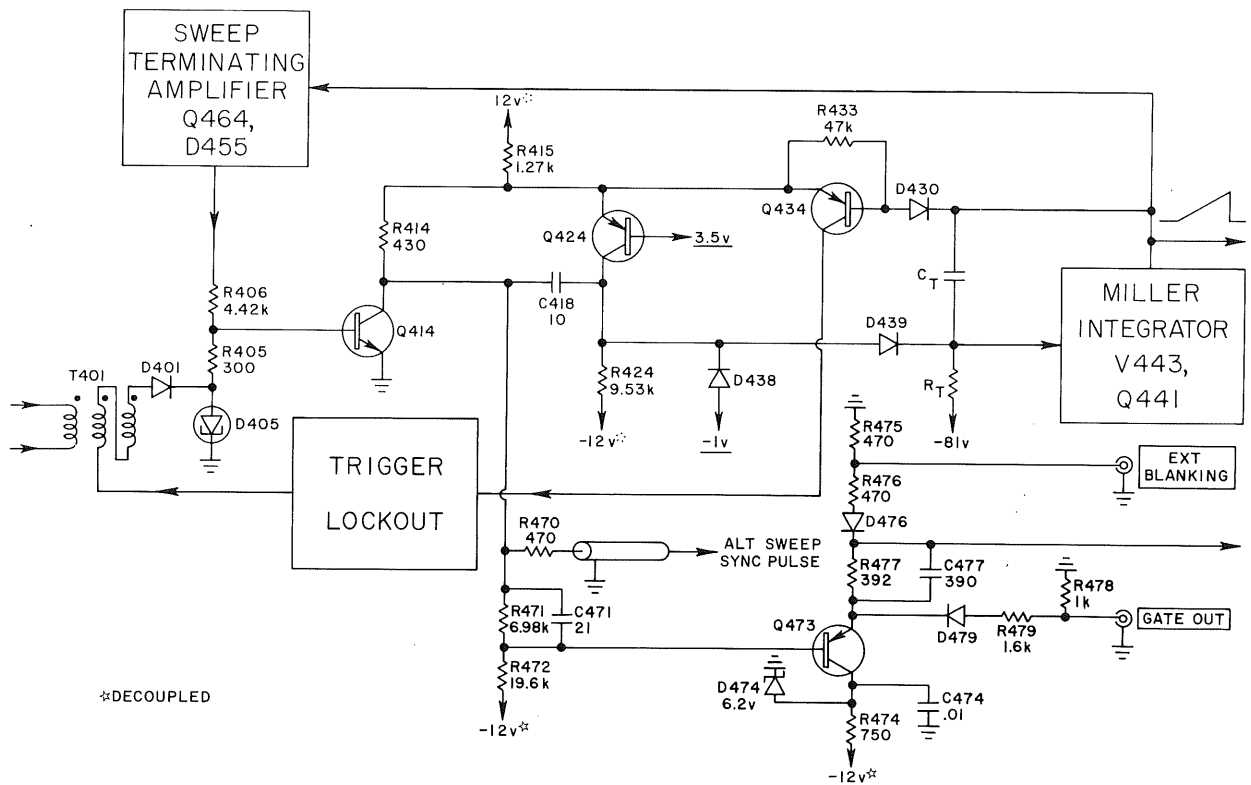 SWEEP
TERMINATING
AMPLIFIER
Q464,
D455
12v☆
R415
1.27k
R433
47k
R414
430
Q424
3.5v
Q434
D430
C418
10
CT
MILLER
INTEGRATOR
V443,
Q441
R406
4.42k
Q414
R405
300
D401
T401
D405
R424
9.53k
-12v☆
D438
-1v
D439
RT
-81v
R475
470
EXT
BLANKING
R476
470
D476
TRIGGER
LOCKOUT
R470
470
ALT SWEEP
SYNC PULSE
R477
392
C477
390
R478
1k
GATE OUT
D479
R479
1.6k
R471
6.98k
C471
21
Q473
R472
19.6k
-12v☆
D474
6.2v
C474
.01
R474
750
-12v☆
☆DECOUPLED